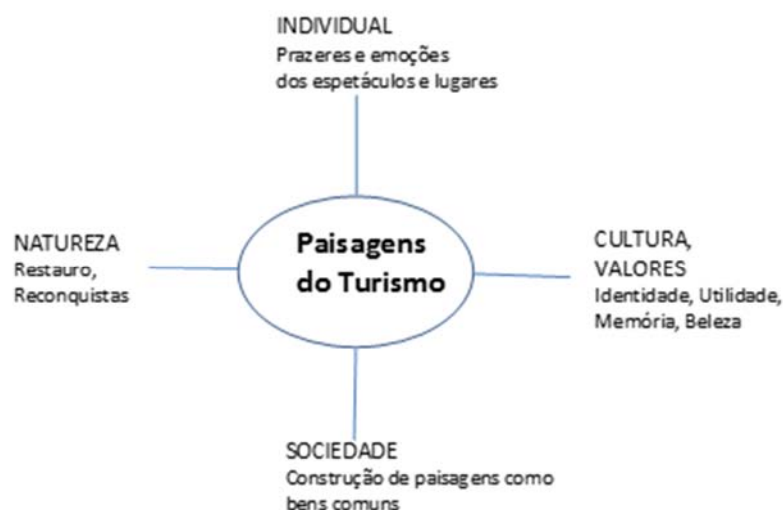 INDIVIDUAL
Prazeres e emoções
dos espetáculos e lugares
NATUREZA
Restauro,
Reconquistas
Paisagens
do Turismo
CULTURA,
VALORES
Identidade, Utilidade,
Memória, Beleza
SOCIEDADE
Construção de paisagens como
bens comuns